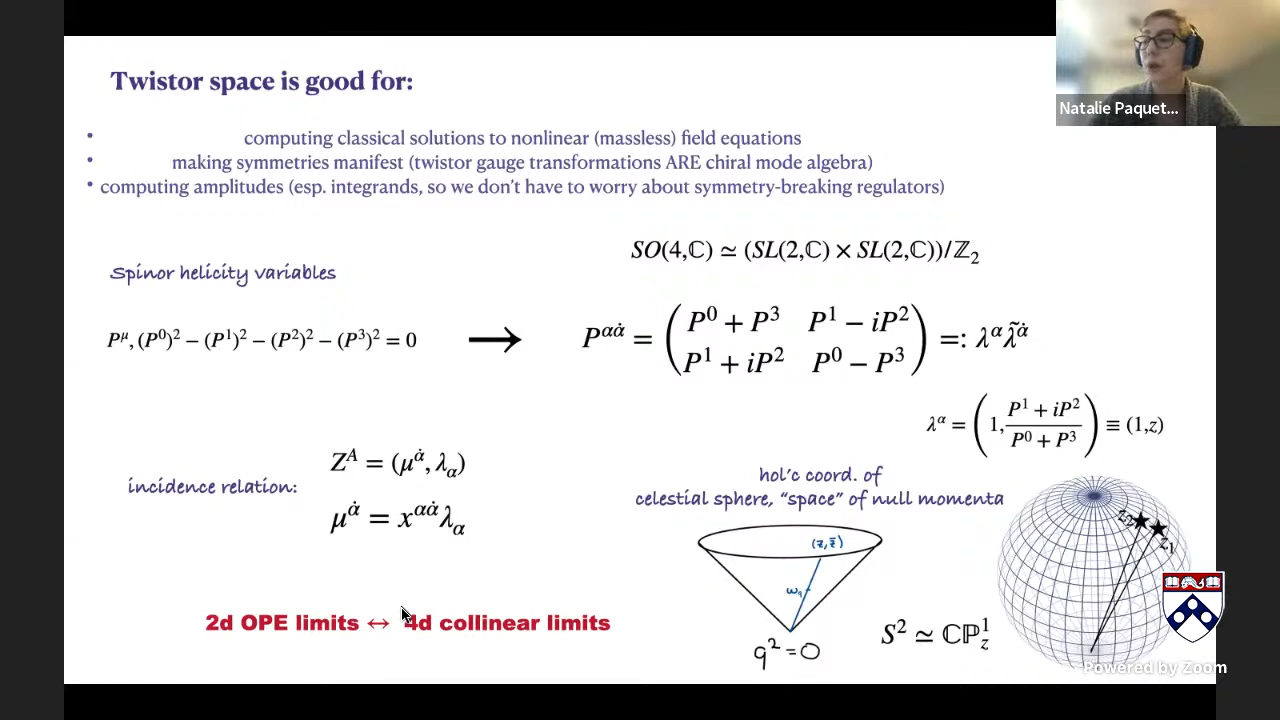 Twistor space is good for:
Natalie Paquet...
• computing classical solutions to nonlinear (massless) field equations
• making symmetries manifest (twistor gauge transformations ARE chiral mode algebra)
• computing amplitudes (esp. integrands, so we don't have to worry about symmetry-breaking regulators)
SO(4,ℂ) ≃ (SL(2,ℂ) × SL(2,ℂ))/ℤ₂
Spinor helicity variables
P^μ, (P⁰)² − (P¹)² − (P²)² − (P³)² = 0 ⟶ P^{αα̇} = ( P⁰ + P³ P¹ − iP² P¹ + iP² P⁰ − P³ ) =: λ^α λ̃^α̇
λ^α = (1, (P¹ + iP²)/(P⁰ + P³)) ≡ (1,z)
Z^A = (μ^α̇, λ_α)
incidence relation:
μ^α̇ = x^{αα̇} λ_α
hol'c coord. of
celestial sphere, "space" of null momenta
(z, z̄)
z₂
z₁
ω₁
2d OPE limits ↔ 4d collinear limits
q² = 0
S² ≃ ℂℙ¹_z
Powered by Zoom